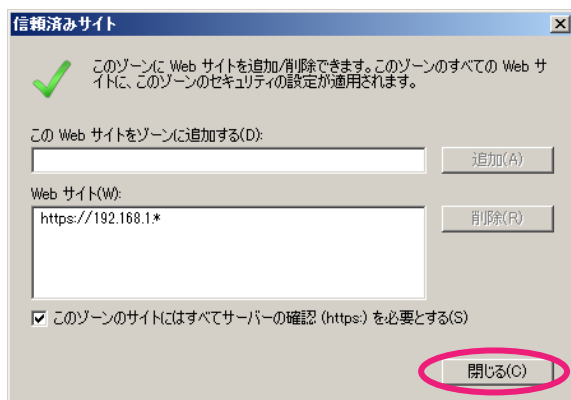 信頼済みサイト
このゾーンに Web サイトを追加/削除できます。このゾーンのすべての Web サ
イトに、このゾーンのセキュリティの設定が適用されます。
この Web サイトをゾーンに追加する(D):
追加(A)
Web サイト(W):
https://192.168.1.*
削除(R)
このゾーンのサイトにはすべてサーバーの確認 (https:) を必要とする(S)
閉じる(C)